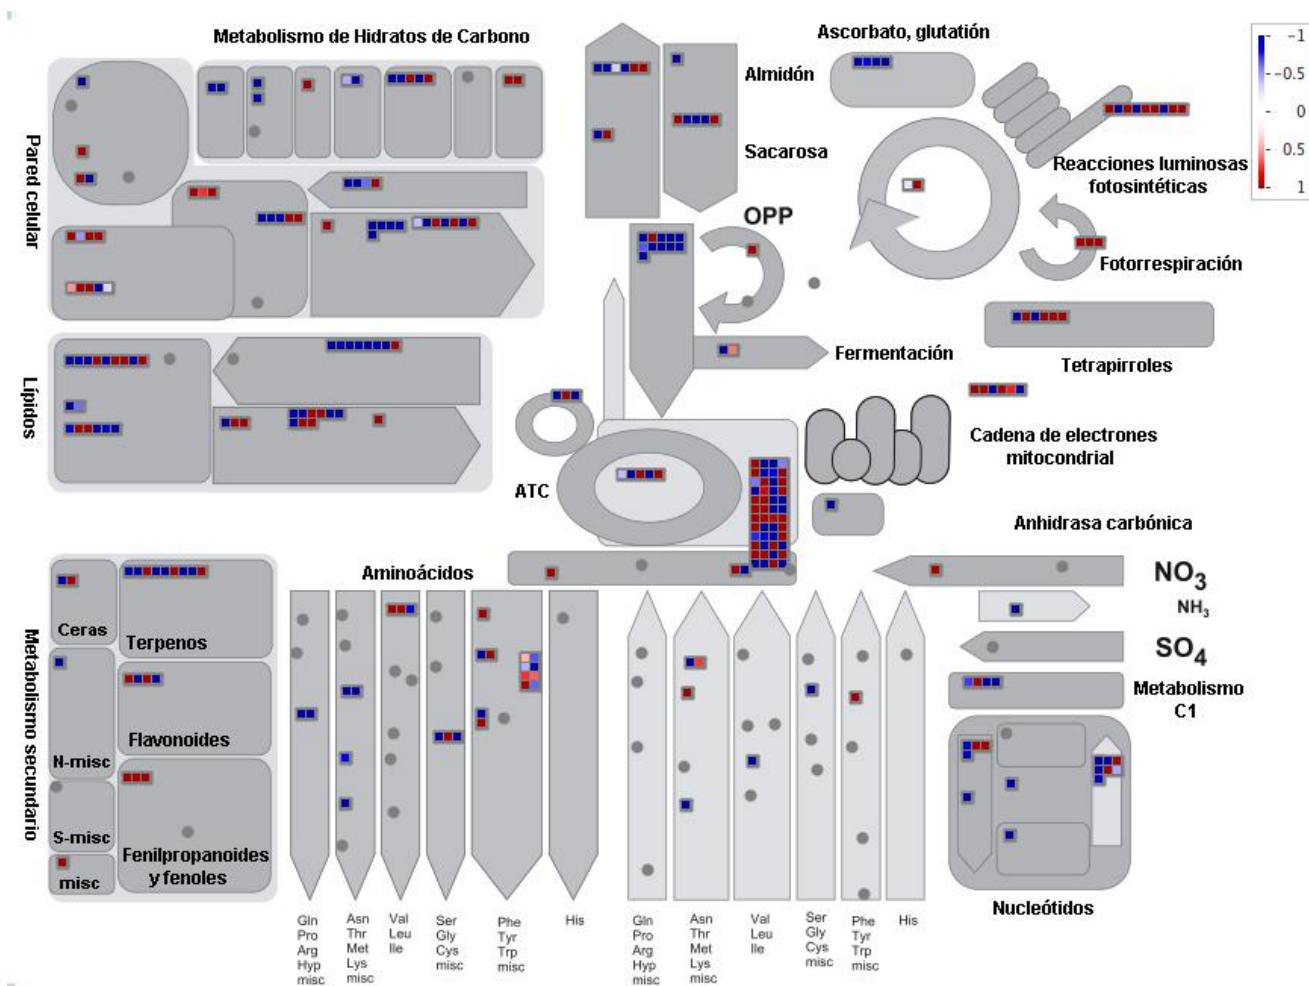 Metabolismo de Hidratos de Carbono
Ascorbato, glutatión
-1
-0.5
0
0.5
1
Almidón
Sacarosa
Pared celular
Reacciones luminosas
fotosintéticas
OPP
Fotorrespiración
Fermentación
Tetrapirroles
Lípidos
Cadena de electrones
mitocondrial
ATC
Anhidrasa carbónica
Aminoácidos
NO3
NH3
SO4
Metabolismo
C1
Metabolismo secundario
Ceras
Terpenos
N-misc
Flavonoides
S-misc
misc
Fenilpropanoides
y fenoles
Nucleótidos
Gln
Pro
Arg
Hyp
misc
Asn
Thr
Met
Lys
misc
Val
Leu
Ile
Ser
Gly
Cys
misc
Phe
Tyr
Trp
misc
His
Gln
Pro
Arg
Hyp
misc
Asn
Thr
Met
Lys
misc
Val
Leu
Ile
Ser
Gly
Cys
misc
Phe
Tyr
Trp
misc
His